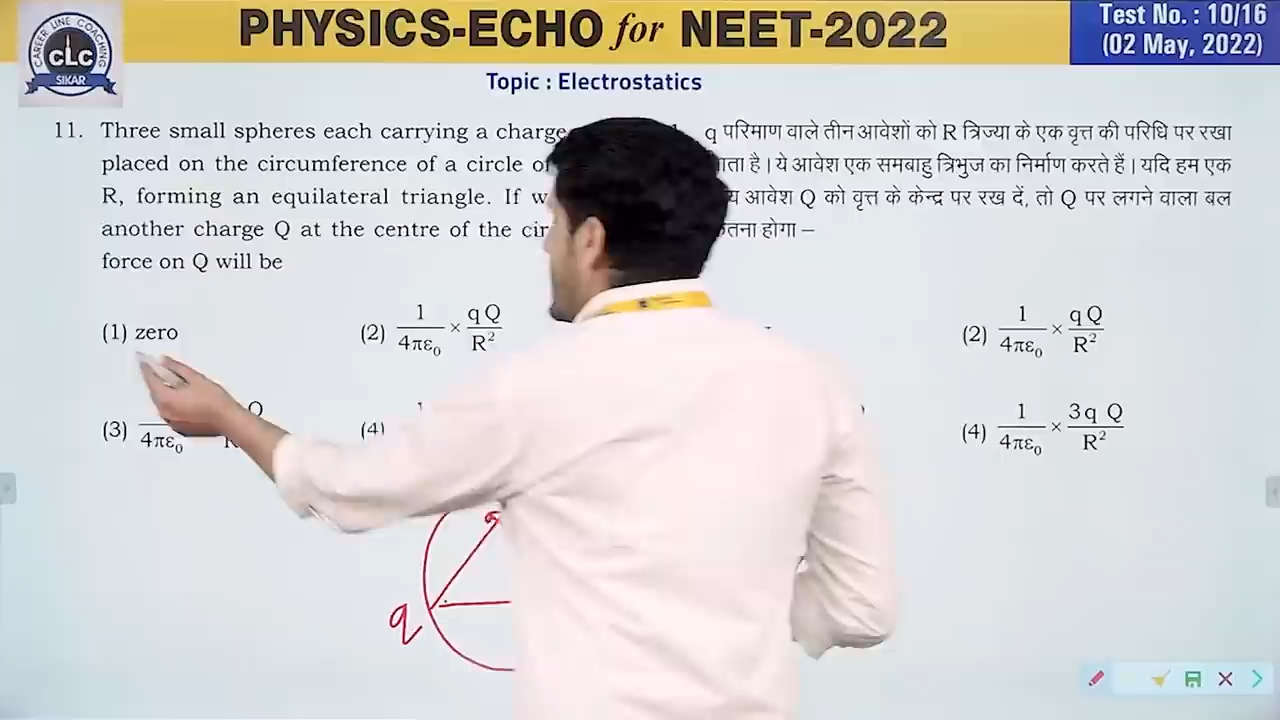 PHYSICS-ECHO for NEET-2022
Test No. : 10/16
(02 May, 2022)
CAREER LINE COACHING
CLC
SIKAR
Topic : Electrostatics
11. Three small spheres each carrying a charge
placed on the circumference of a circle of
R, forming an equilateral triangle. If w
another charge Q at the centre of the cir
force on Q will be
q परिमाण वाले तीन आवेशों को R त्रिज्या के एक वृत्त की परिधि पर रखा
है। ये आवेश एक समबाहु त्रिभुज का निर्माण करते हैं। यदि हम एक
आवेश Q को वृत्त के केन्द्र पर रख दें, तो Q पर लगने वाला बल
होगा –
(1) zero (2) 1/4πε₀ × qQ/R²
(3) 4πε₀ (4)
(2) 1/4πε₀ × qQ/R²
(4) 1/4πε₀ × 3qQ/R²
q